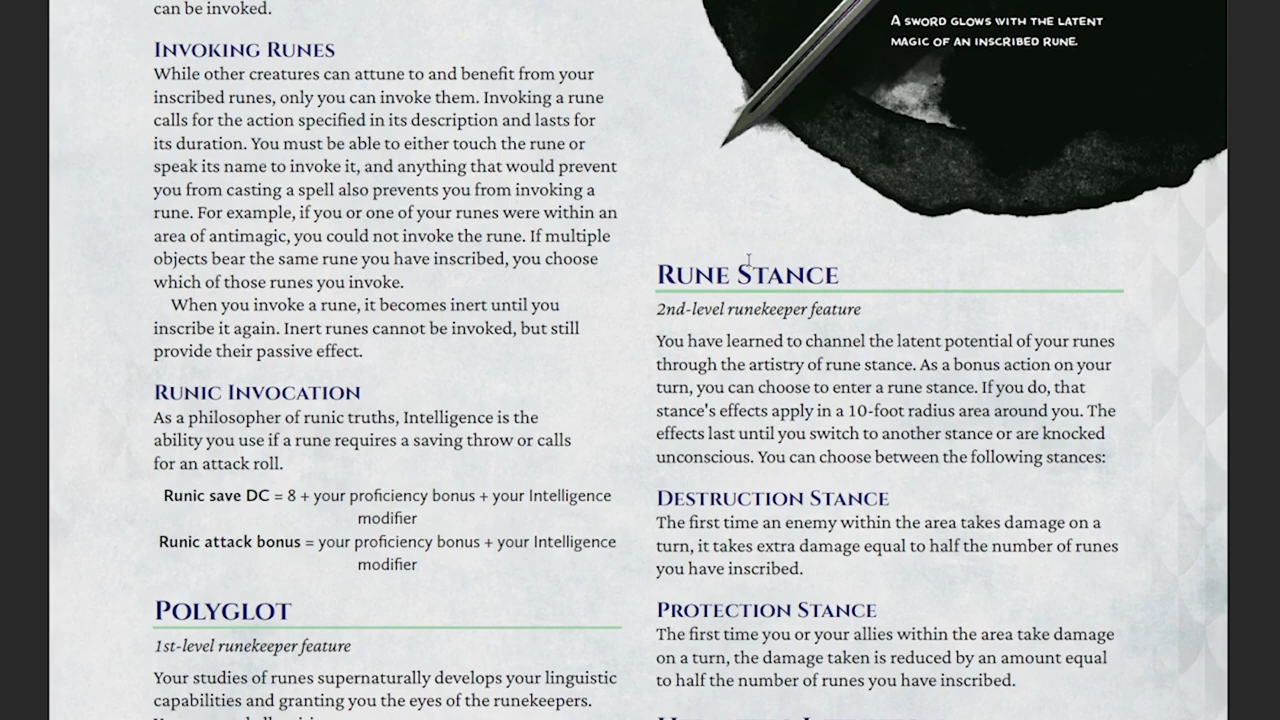 can be invoked.
Invoking Runes
While other creatures can attune to and benefit from your
inscribed runes, only you can invoke them. Invoking a rune
calls for the action specified in its description and lasts for
its duration. You must be able to either touch the rune or
speak its name to invoke it, and anything that would prevent
you from casting a spell also prevents you from invoking a
rune. For example, if you or one of your runes were within an
area of antimagic, you could not invoke the rune. If multiple
objects bear the same rune you have inscribed, you choose
which of those runes you invoke.
When you invoke a rune, it becomes inert until you
inscribe it again. Inert runes cannot be invoked, but still
provide their passive effect.
Runic Invocation
As a philosopher of runic truths, Intelligence is the
ability you use if a rune requires a saving throw or calls
for an attack roll.
Runic save DC = 8 + your proficiency bonus + your Intelligence
modifier
Runic attack bonus = your proficiency bonus + your Intelligence
modifier
Polyglot
1st-level runekeeper feature
Your studies of runes supernaturally develops your linguistic
capabilities and granting you the eyes of the runekeepers.
A sword glows with the latent
magic of an inscribed rune.
Rune Stance
2nd-level runekeeper feature
You have learned to channel the latent potential of your runes
through the artistry of rune stance. As a bonus action on your
turn, you can choose to enter a rune stance. If you do, that
stance's effects apply in a 10-foot radius area around you. The
effects last until you switch to another stance or are knocked
unconscious. You can choose between the following stances:
Destruction Stance
The first time an enemy within the area takes damage on a
turn, it takes extra damage equal to half the number of runes
you have inscribed.
Protection Stance
The first time you or your allies within the area take damage
on a turn, the damage taken is reduced by an amount equal
to half the number of runes you have inscribed.